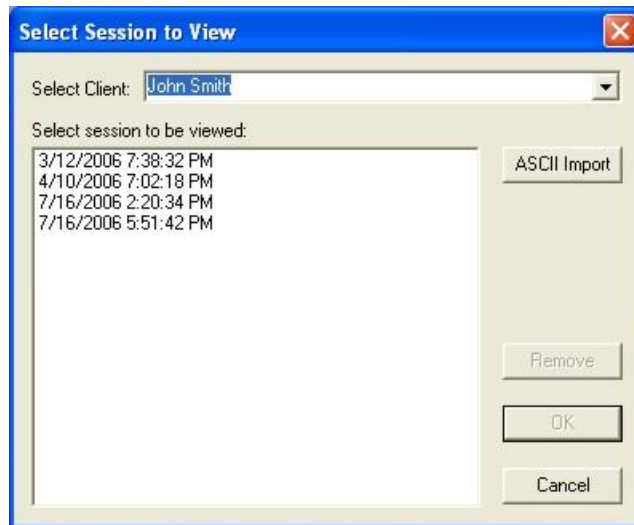 Select Session to View
Select Client: John Smith
Select session to be viewed:
3/12/2006 7:38:32 PM
4/10/2006 7:02:18 PM
7/16/2006 2:20:34 PM
7/16/2006 5:51:42 PM
ASCII Import
Remove
OK
Cancel